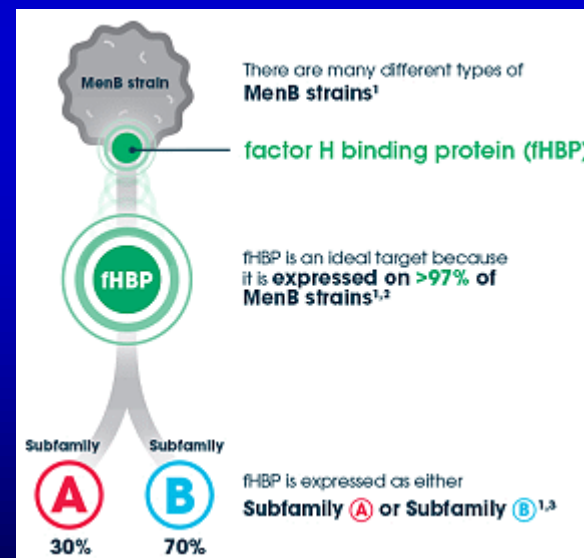 MenB strain
There are many different types of
MenB strains¹
factor H binding protein (fHBP)
fHBP
fHBP is an ideal target because
it is expressed on >97% of
MenB strains¹,²
Subfamily Subfamily
A B
30% 70%
fHBP is expressed as either
Subfamily A or Subfamily B¹,³